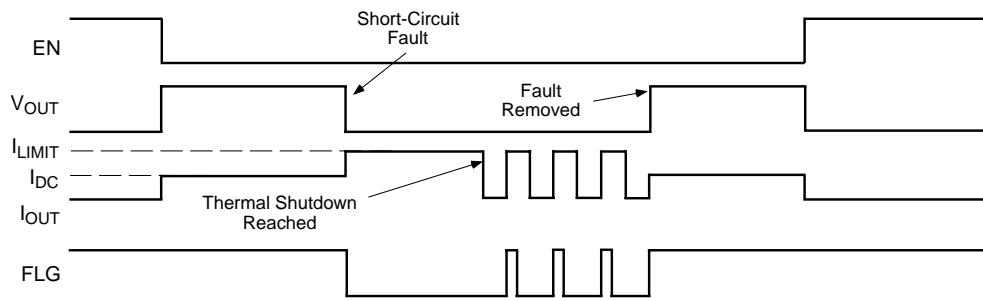 Short-Circuit
Fault
EN
Fault
Removed
VOUT
ILIMIT
IDC
Thermal Shutdown
Reached
IOUT
FLG